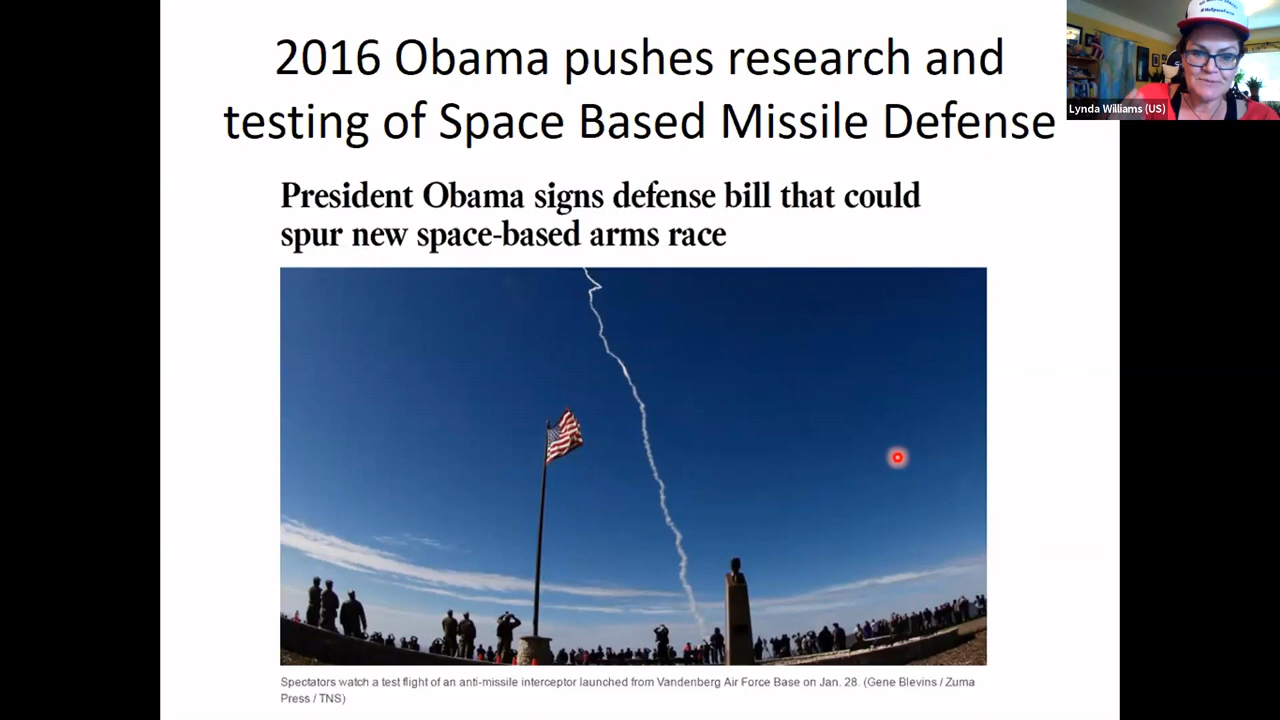 2016 Obama pushes research and
testing of Space Based Missile Defense
President Obama signs defense bill that could
spur new space-based arms race
Spectators watch a test flight of an anti-missile interceptor launched from Vandenberg Air Force Base on Jan. 28. (Gene Blevins / Zuma
Press / TNS)
#NoSpaceForce
Lynda Williams (US)